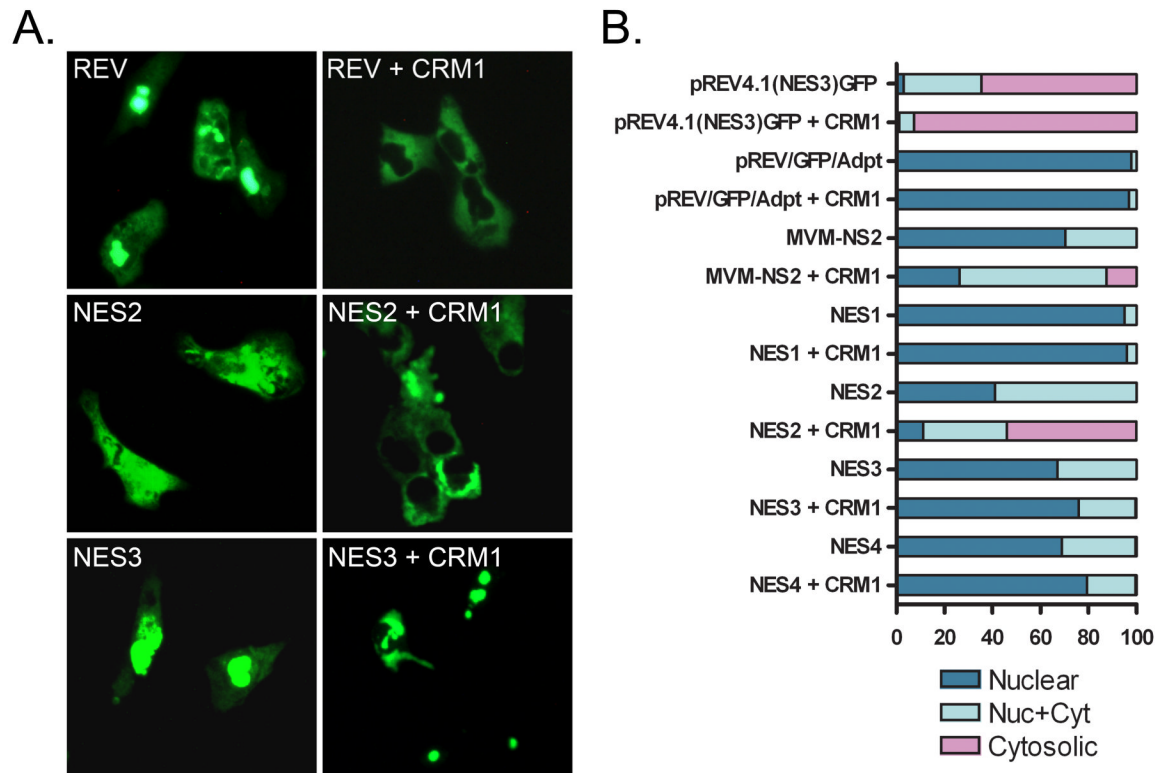 A.
REV
REV + CRM1
NES2
NES2 + CRM1
NES3
NES3 + CRM1
B.
pREV4.1(NES3)GFP
pREV4.1(NES3)GFP + CRM1
pREV/GFP/Adpt
pREV/GFP/Adpt + CRM1
MVM-NS2
MVM-NS2 + CRM1
NES1
NES1 + CRM1
NES2
NES2 + CRM1
NES3
NES3 + CRM1
NES4
NES4 + CRM1
0 20 40 60 80 100
Nuclear
Nuc+Cyt
Cytosolic